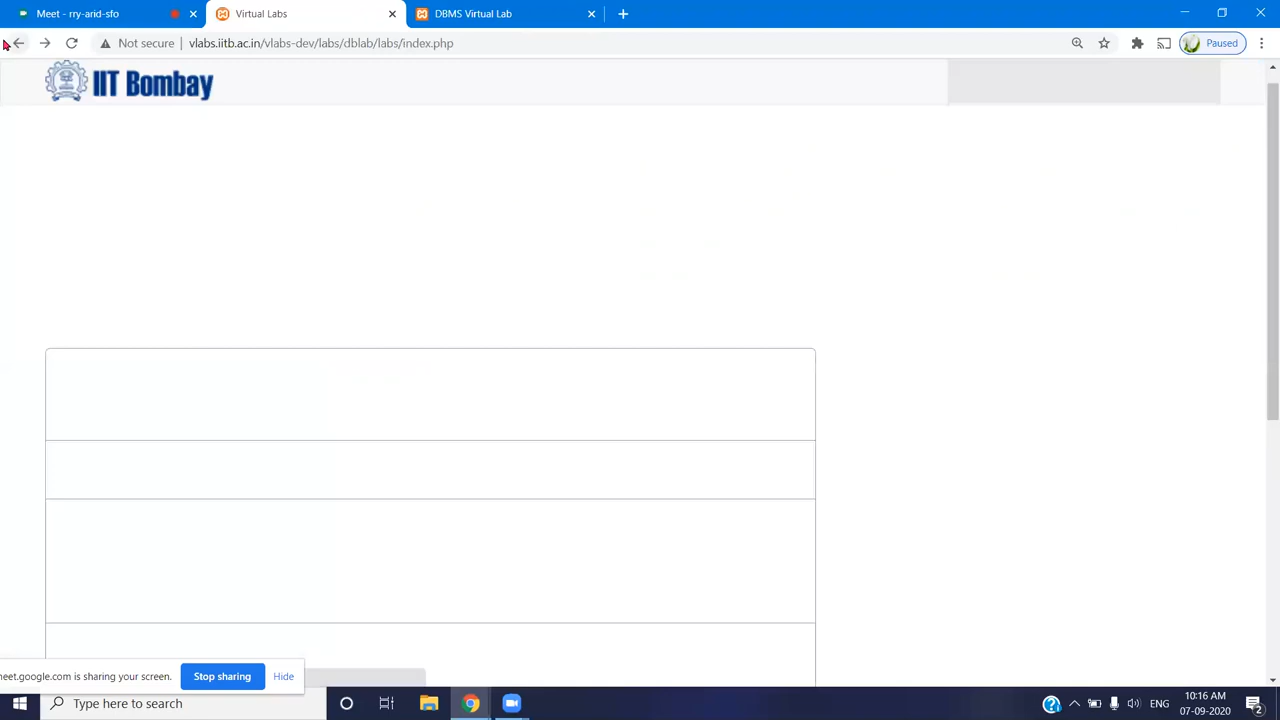 Meet - rry-arid-sfo
Virtual Labs
DBMS Virtual Lab
Not secure
vlabs.iitb.ac.in/vlabs-dev/labs/dblab/labs/index.php
Paused
IIT Bombay
meet.google.com is sharing your screen.
Stop sharing
Hide
Type here to search
ENG
10:16 AM
07-09-2020
2